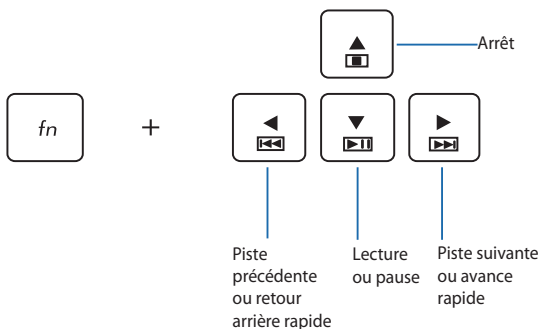 Arrêt
fn
+
Piste
précédente
ou retour
arrière rapide
Lecture
ou pause
Piste suivante
ou avance
rapide